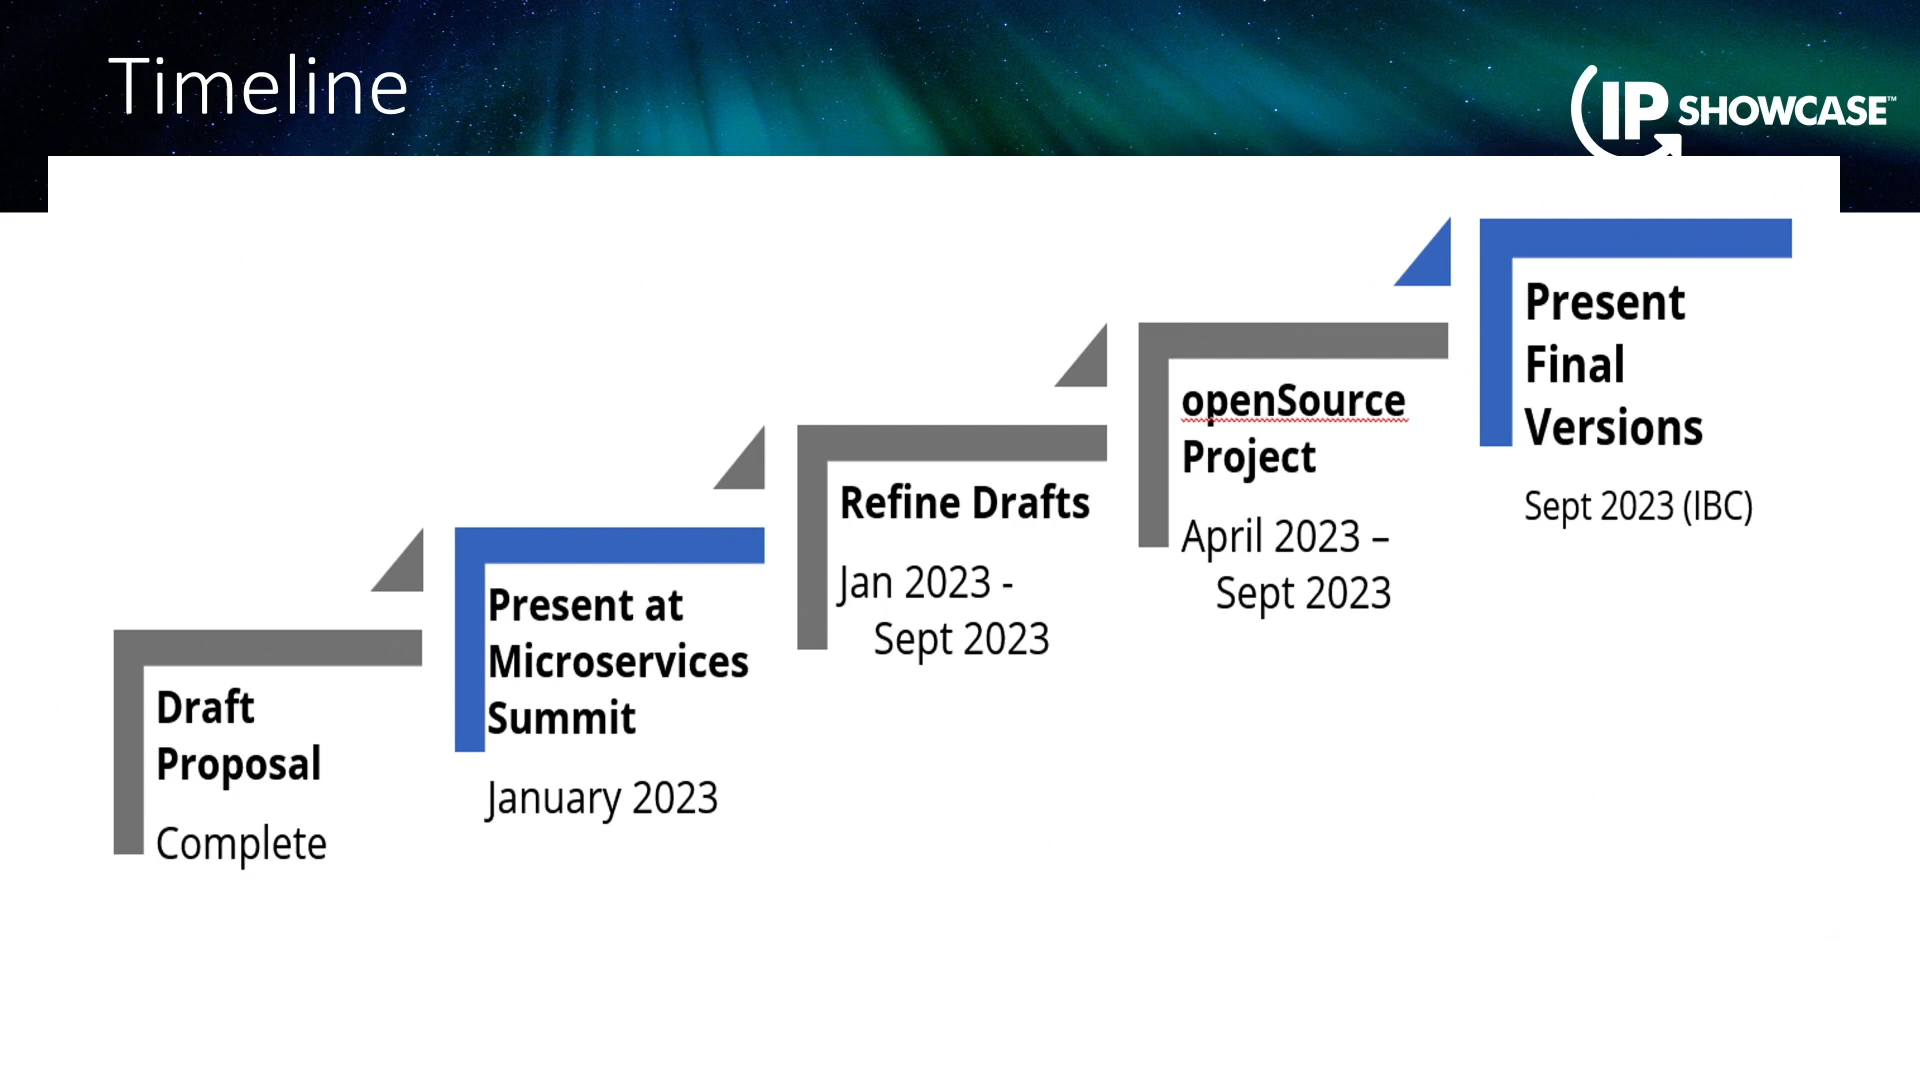 Timeline
IP SHOWCASE™
Draft
Proposal
Complete
Present at
Microservices
Summit
January 2023
Refine Drafts
Jan 2023 -
Sept 2023
openSource
Project
April 2023 –
Sept 2023
Present
Final
Versions
Sept 2023 (IBC)